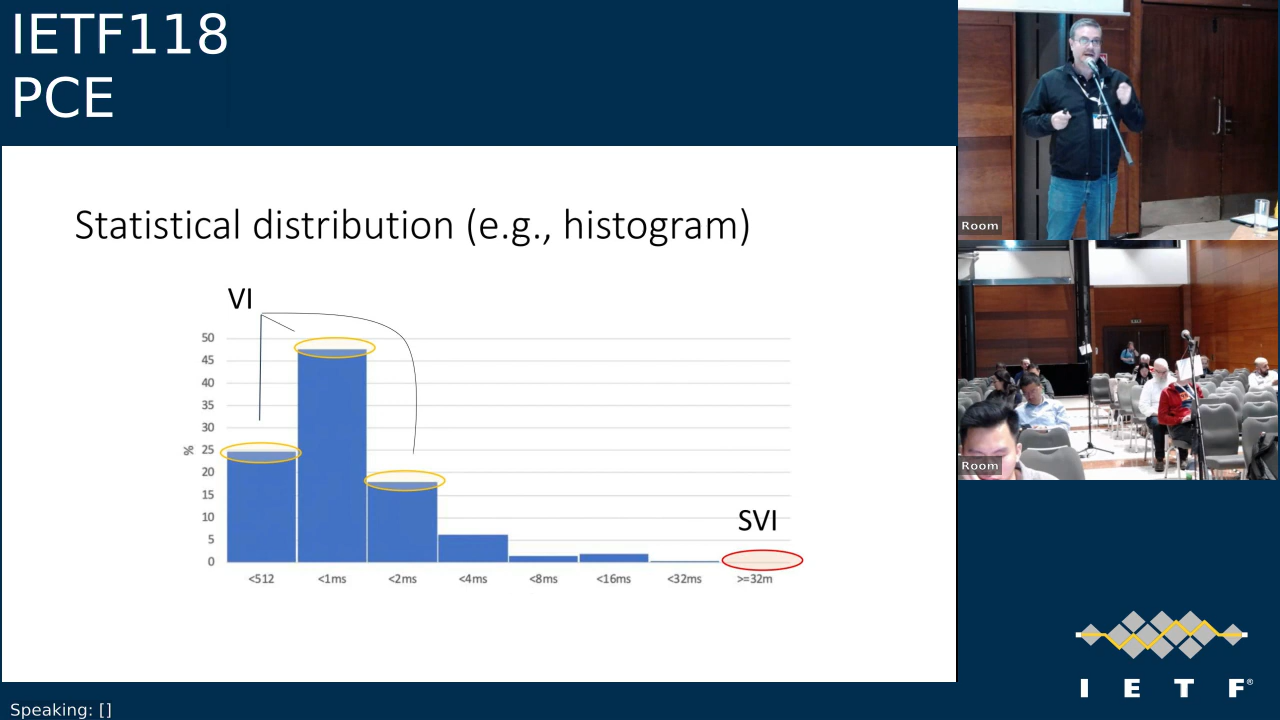 IETF118
PCE
Statistical distribution (e.g., histogram)
VI
50
45
40
35
30
25
20
15
10
5
0
%
SVI
<512
<1ms
<2ms
<4ms
<8ms
<16ms
<32ms
>=32m
Room
Room
I E T F®
Speaking: []